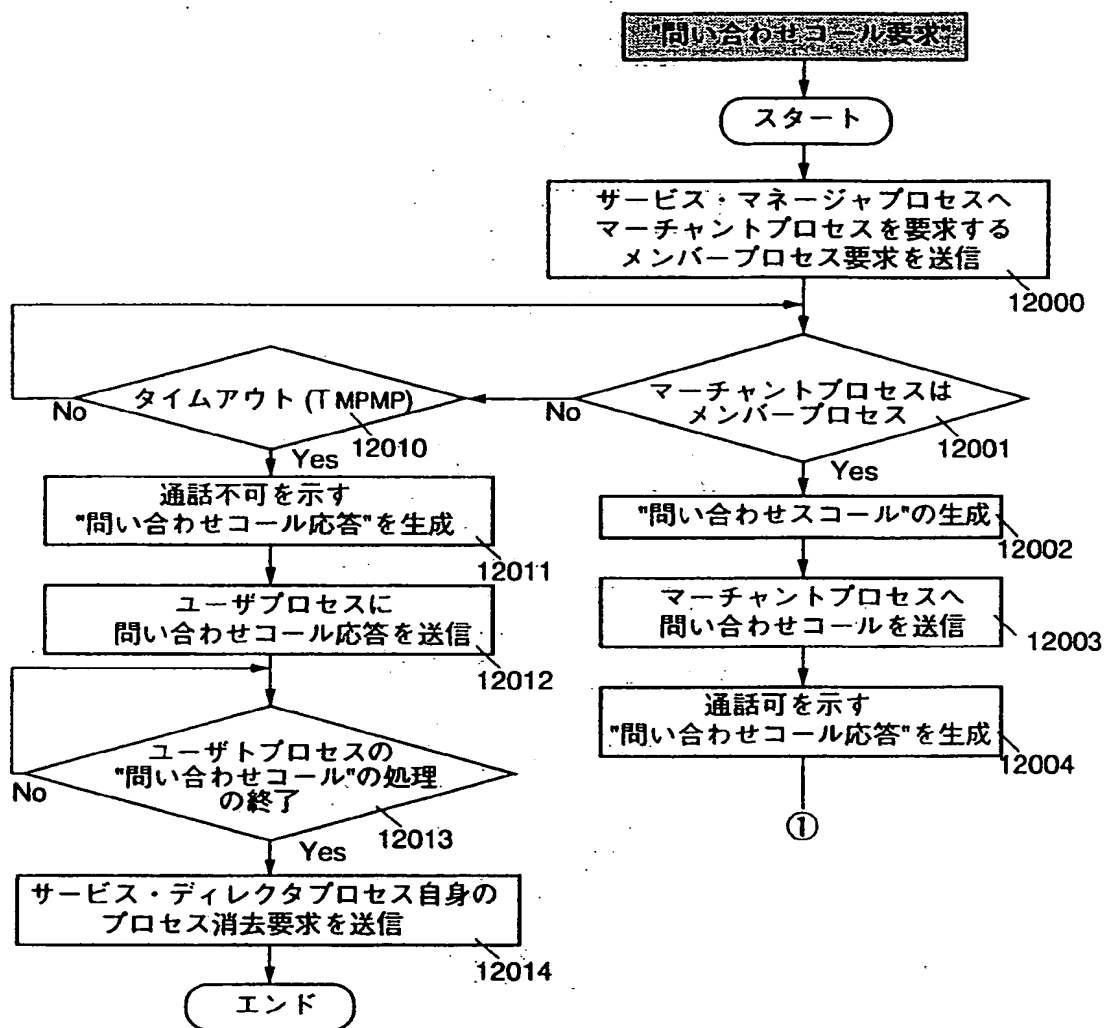 "問い合わせコール要求"
スタート
サービス・マネージャプロセスへ
マーチャントプロセスを要求する
メンバープロセス要求を送信
12000
マーチャントプロセスは
メンバープロセス
12001
No
Yes
タイムアウト (TMPMP)
12010
No
Yes
通話不可を示す
"問い合わせコール応答"を生成
12011
ユーザプロセスに
問い合わせコール応答を送信
12012
ユーザトプロセスの
"問い合わせコール"の処理
の終了
12013
No
Yes
サービス・ディレクタプロセス自身の
プロセス消去要求を送信
12014
エンド
"問い合わせスコール"の生成
12002
マーチャントプロセスへ
問い合わせコールを送信
12003
通話可を示す
"問い合わせコール応答"を生成
12004
①